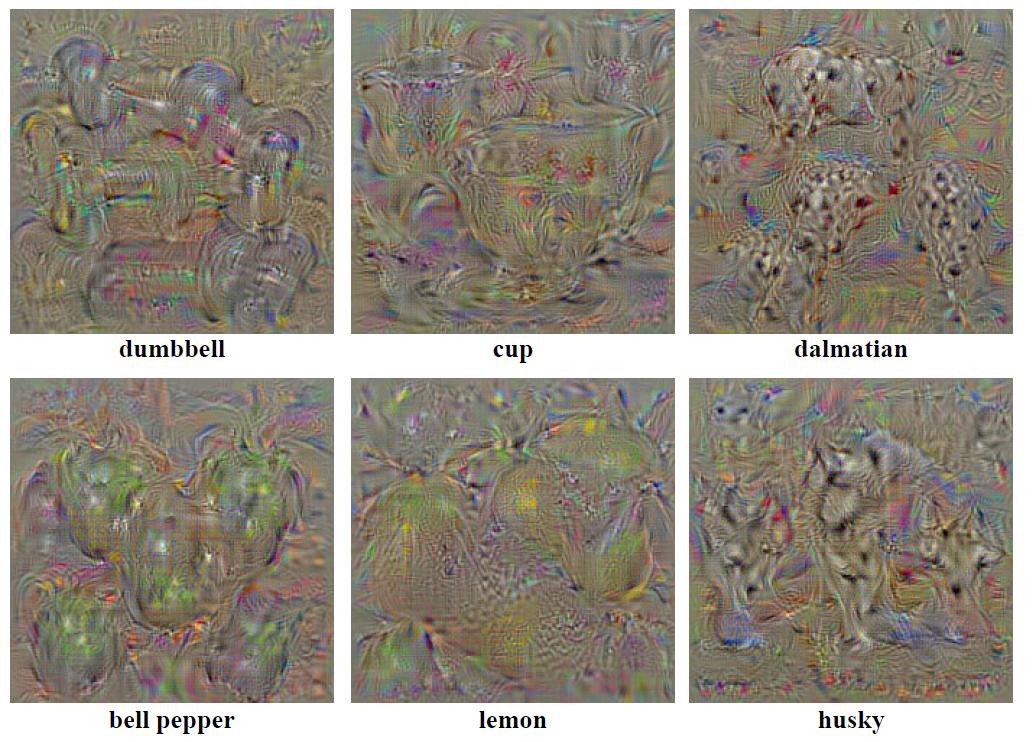 dumbbell
cup
dalmatian
bell pepper
lemon
husky